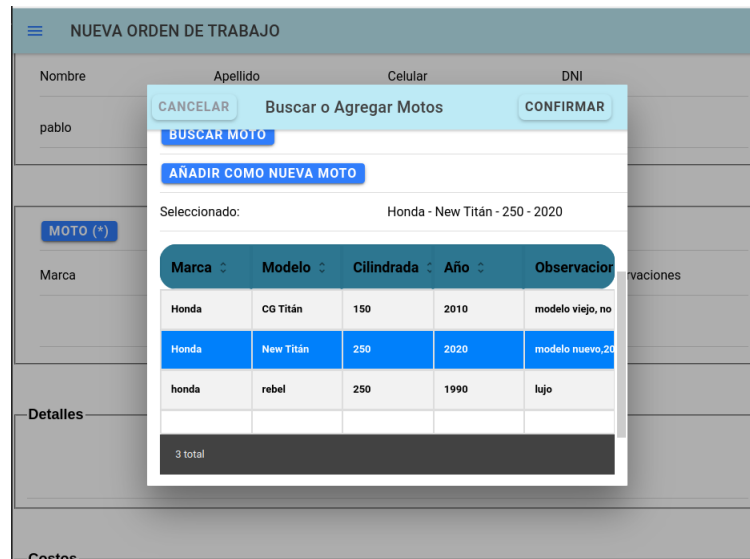 NUEVA ORDEN DE TRABAJO
Nombre Apellido Celular DNI
CANCELAR Buscar o Agregar Motos CONFIRMAR
pablo
BUSCAR MOTO
AÑADIR COMO NUEVA MOTO
Seleccionado: Honda - New Titán - 250 - 2020
MOTO (*)
Marca
Marca Modelo Cilindrada Año Observacior
rvaciones
Honda CG Titán 150 2010 modelo viejo, no
Honda New Titán 250 2020 modelo nuevo,20
honda rebel 250 1990 lujo
Detalles
3 total
Costos